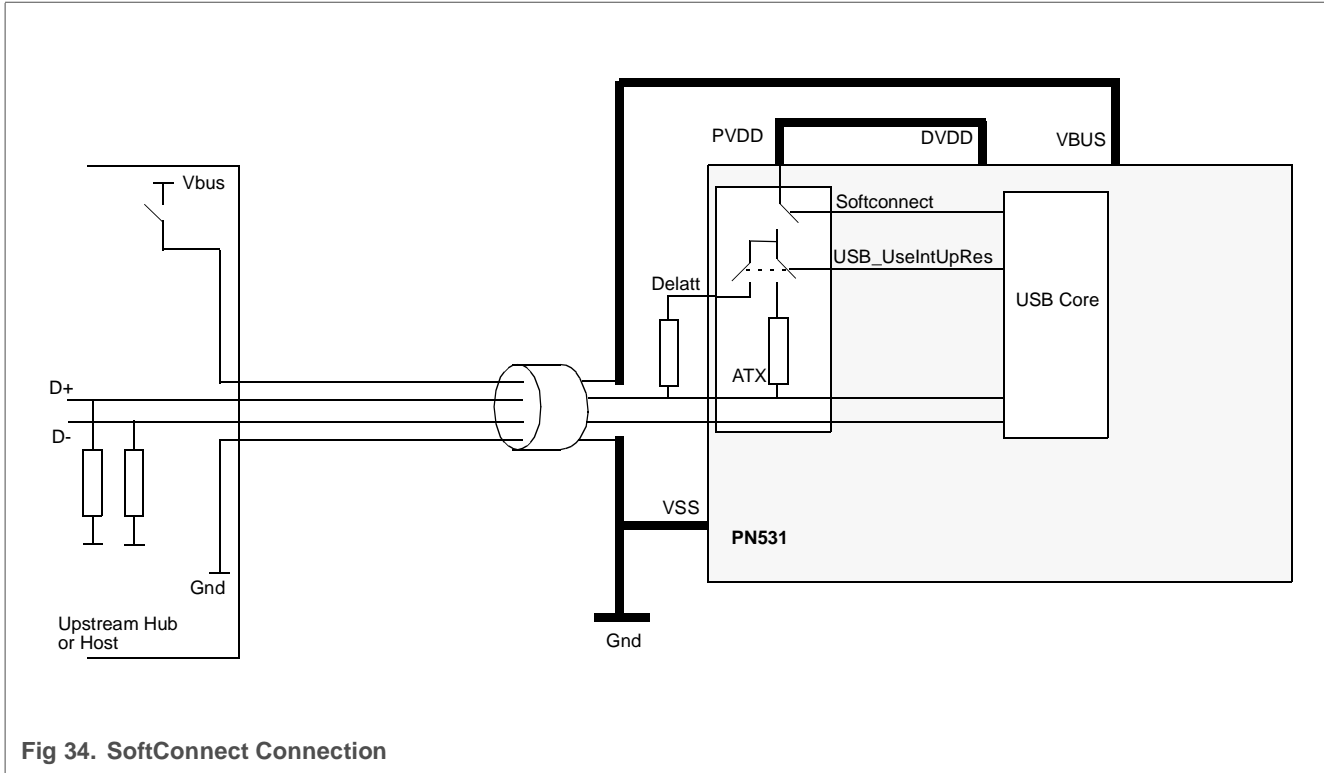 PVDD
DVDD
VBUS
Vbus
Softconnect
USB_UseIntUpRes
Delatt
USB Core
ATX
D+
D-
VSS
PN531
Gnd
Upstream Hub
or Host
Gnd
Fig 34. SoftConnect Connection